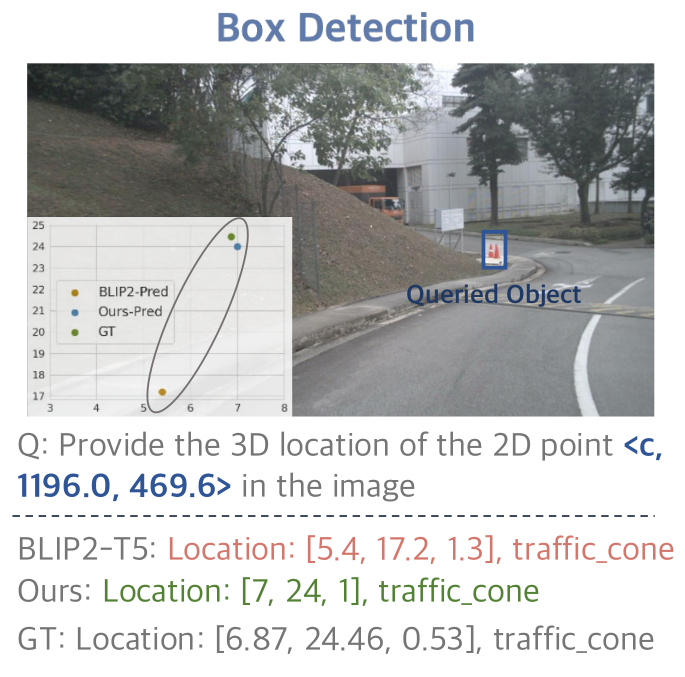 Box Detection
25
24
23
22
21
20
19
18
17
3 4 5 6 7 8
BLIP2-Pred
Ours-Pred
GT
Queried Object
Q: Provide the 3D location of the 2D point <c,
1196.0, 469.6> in the image
BLIP2-T5: Location: [5.4, 17.2, 1.3], traffic_cone
Ours: Location: [7, 24, 1], traffic_cone
GT: Location: [6.87, 24.46, 0.53], traffic_cone